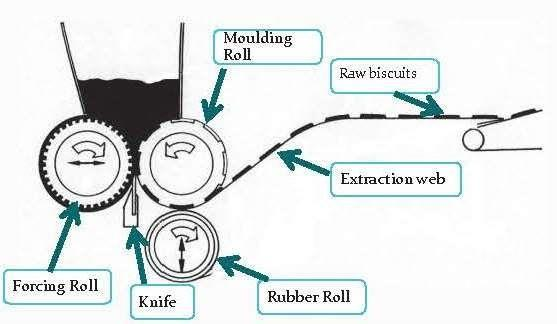 Moulding
Roll
Raw biscuits
Extraction web
Forcing Roll
Knife
Rubber Roll